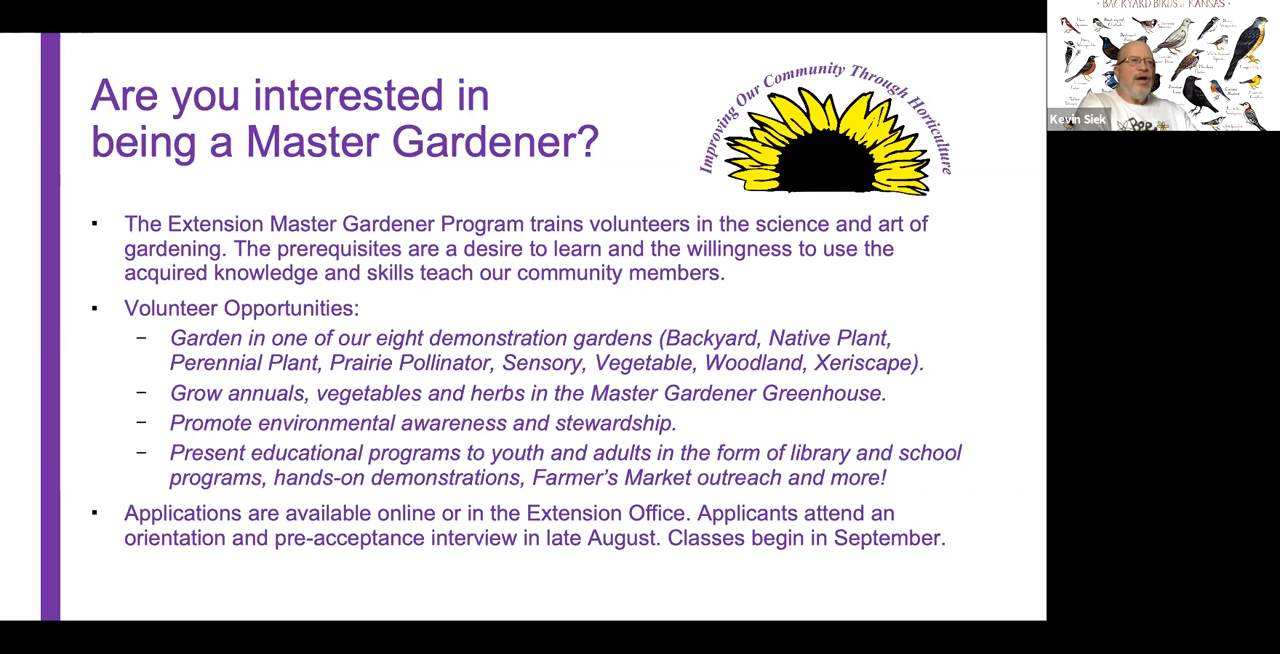 Are you interested in
being a Master Gardener?
Improving Our Community Through Horticulture
▪ The Extension Master Gardener Program trains volunteers in the science and art of
gardening. The prerequisites are a desire to learn and the willingness to use the
acquired knowledge and skills teach our community members.
▪ Volunteer Opportunities:
− Garden in one of our eight demonstration gardens (Backyard, Native Plant,
Perennial Plant, Prairie Pollinator, Sensory, Vegetable, Woodland, Xeriscape).
− Grow annuals, vegetables and herbs in the Master Gardener Greenhouse.
− Promote environmental awareness and stewardship.
− Present educational programs to youth and adults in the form of library and school
programs, hands-on demonstrations, Farmer’s Market outreach and more!
▪ Applications are available online or in the Extension Office. Applicants attend an
orientation and pre-acceptance interview in late August. Classes begin in September.
· BACKYARD BIRDS of KANSAS ·
Kevin Siek